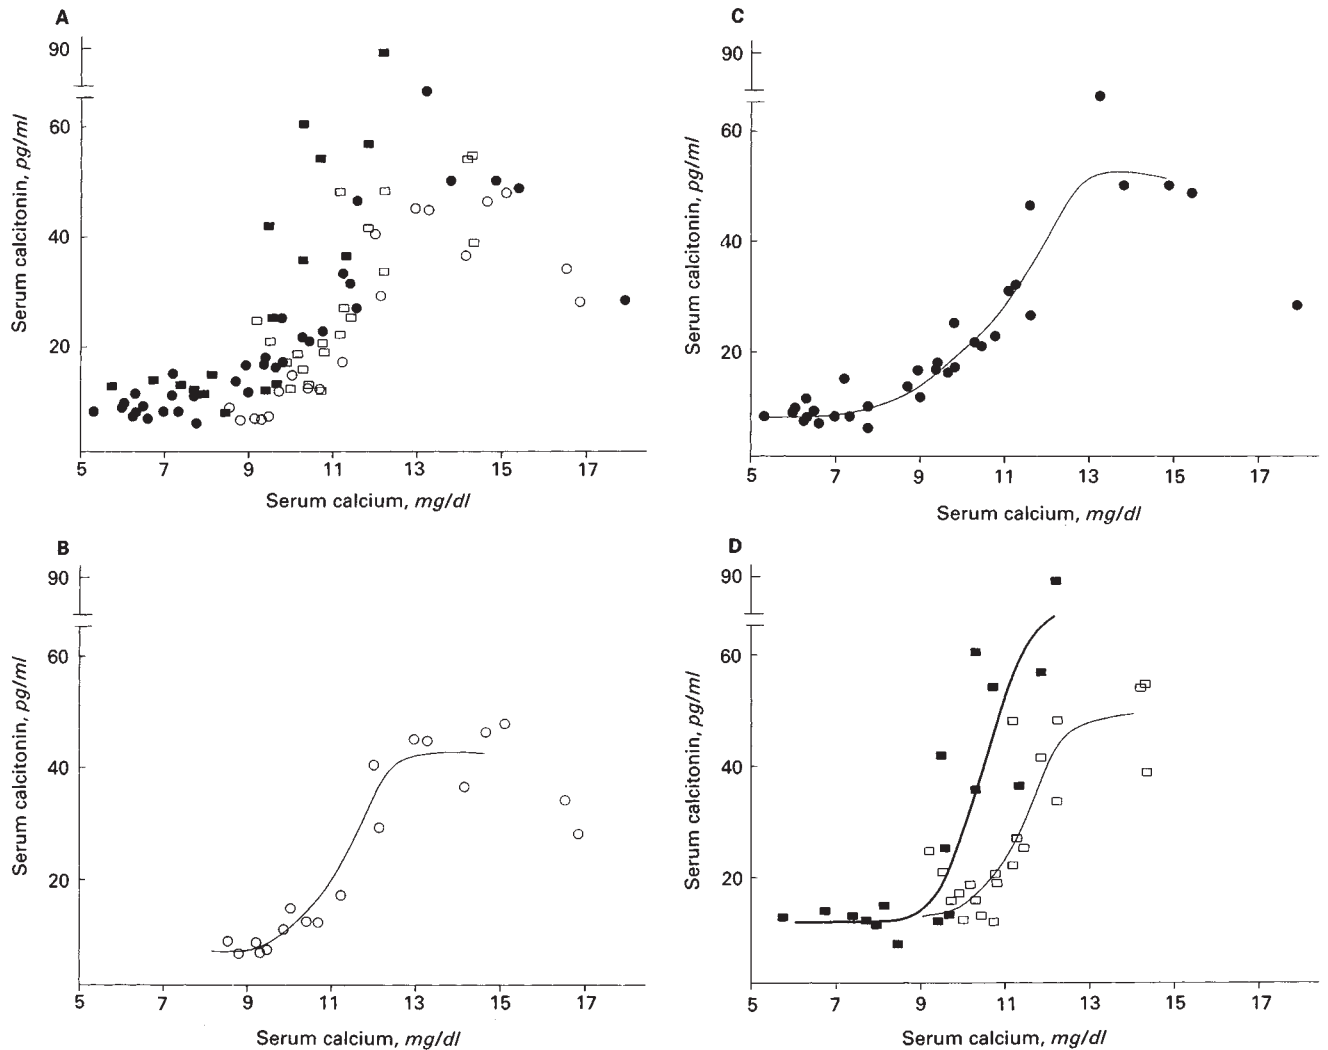 A
90
60
40
20
Serum calcitonin, pg/ml
5 7 9 11 13 15 17
Serum calcium, mg/dl
C
90
60
40
20
Serum calcitonin, pg/ml
5 7 9 11 13 15 17
Serum calcium, mg/dl
B
90
60
40
20
Serum calcitonin, pg/ml
5 7 9 11 13 15 17
Serum calcium, mg/dl
D
90
60
40
20
Serum calcitonin, pg/ml
5 7 9 11 13 15 17
Serum calcium, mg/dl